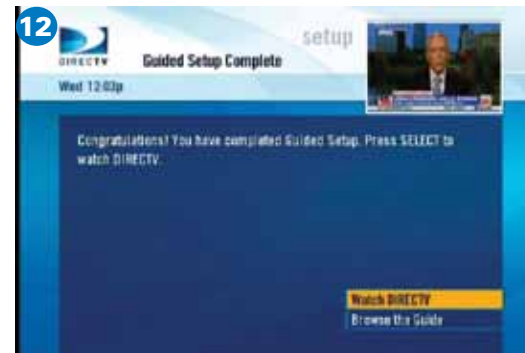 12
setup
DIRECTV
Guided Setup Complete
Wed 12:03p
Congratulations! You have completed Guided Setup. Press SELECT to
watch DIRECTV.
Watch DIRECTV
Browse the Guide